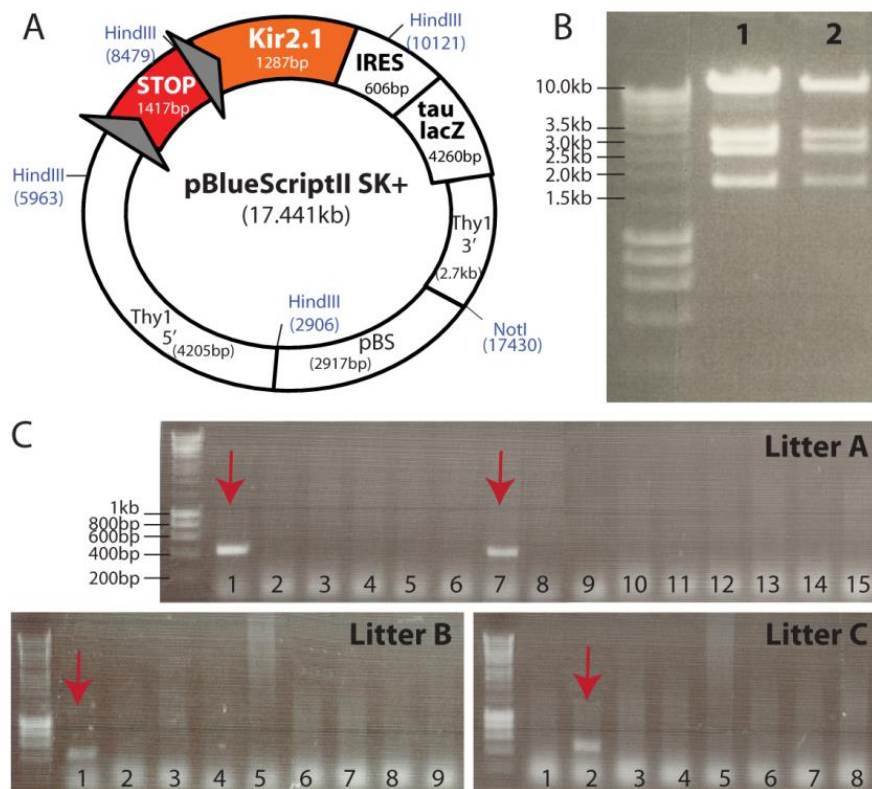 A
HindIII
(8479)
STOP
1417bp
Kir2.1
1287bp
HindIII
(10121)
IRES
606bp
tau
lacZ
4260bp
HindIII
(5963)
pBlueScriptII SK+
(17.441kb)
Thy1
3’
(2.7kb)
HindIII
(2906)
NotI
(17430)
Thy1
5’
(4205bp)
pBS
(2917bp)
B
1 2
10.0kb
3.5kb
3.0kb
2.5kb
2.0kb
1.5kb
C
Litter A
1kb
800bp
600bp
400bp
200bp
1 2 3 4 5 6 7 8 9 10 11 12 13 14 15
Litter B
1 2 3 4 5 6 7 8 9
Litter C
1 2 3 4 5 6 7 8